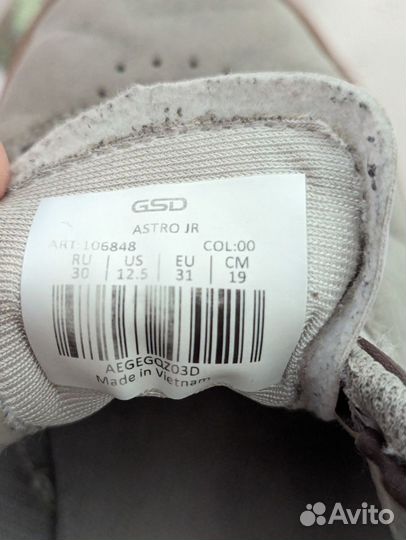 GSD
ASTRO JR
ART:106848 COL:00
RU US EU CM
30 12.5 31 19
AEGEGQZ03D
Made in Vietnam
Avito